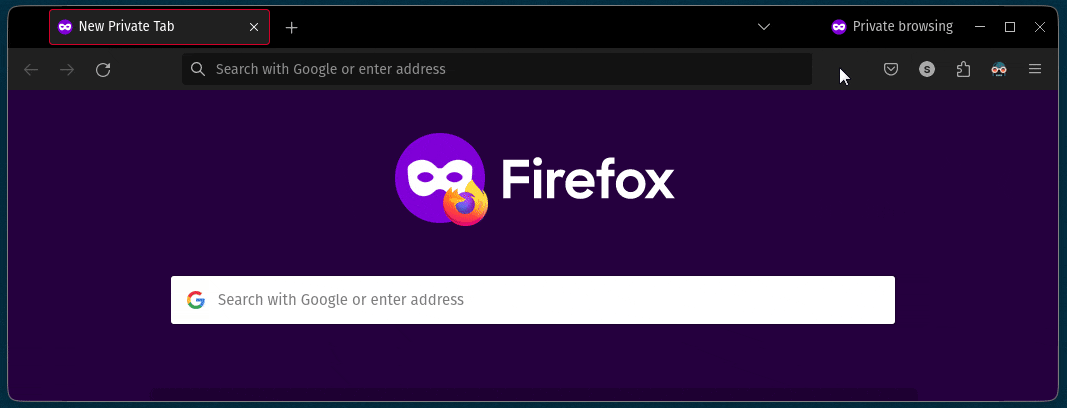 New Private Tab
Private browsing
Search with Google or enter address
S
Firefox
Search with Google or enter address